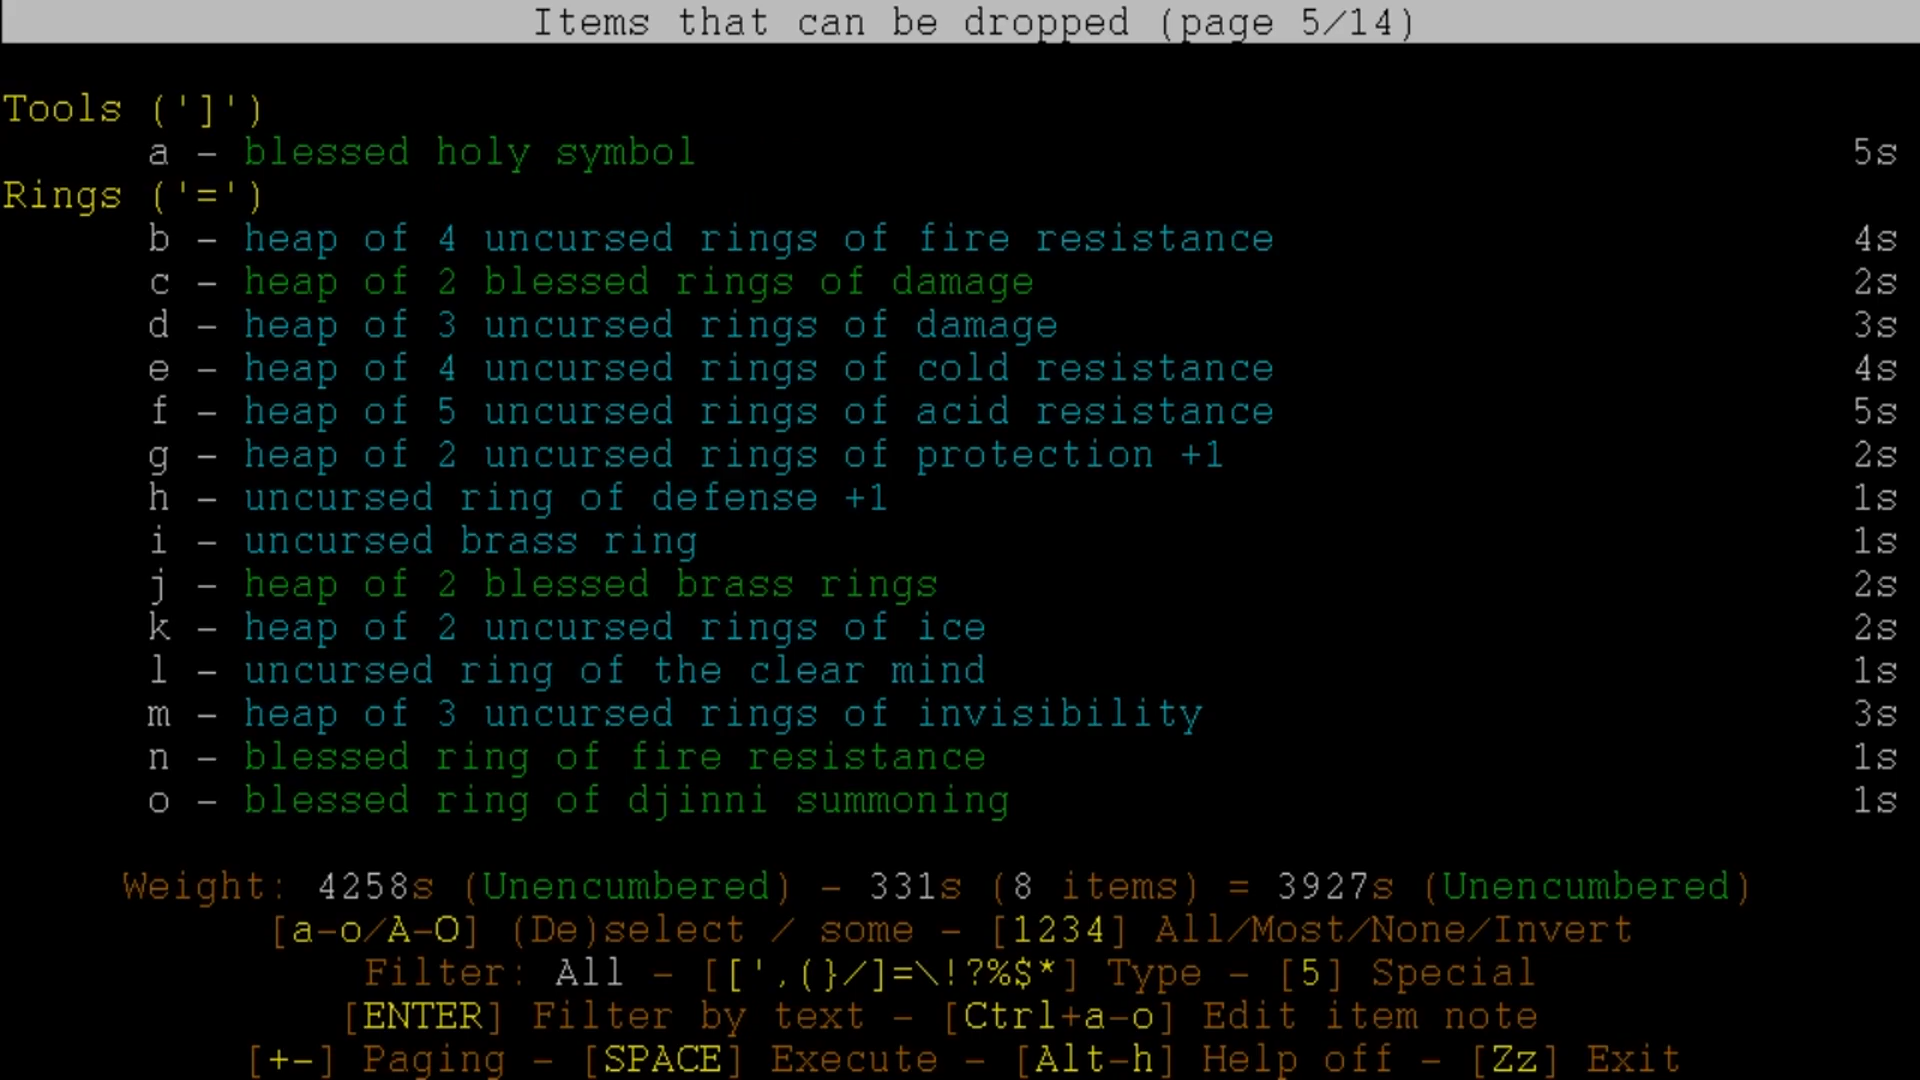 Items that can be dropped (page 5/14)
Tools (']')
a - blessed holy symbol 5s
Rings ('=')
b - heap of 4 uncursed rings of fire resistance 4s
c - heap of 2 blessed rings of damage 2s
d - heap of 3 uncursed rings of damage 3s
e - heap of 4 uncursed rings of cold resistance 4s
f - heap of 5 uncursed rings of acid resistance 5s
g - heap of 2 uncursed rings of protection +1 2s
h - uncursed ring of defense +1 1s
i - uncursed brass ring 1s
j - heap of 2 blessed brass rings 2s
k - heap of 2 uncursed rings of ice 2s
l - uncursed ring of the clear mind 1s
m - heap of 3 uncursed rings of invisibility 3s
n - blessed ring of fire resistance 1s
o - blessed ring of djinni summoning 1s
Weight: 4258s (Unencumbered) - 331s (8 items) = 3927s (Unencumbered)
[a-o/A-O] (De)select / some - [1234] All/Most/None/Invert
Filter: All - [[',(}/]=\!?%$*] Type - [5] Special
[ENTER] Filter by text - [Ctrl+a-o] Edit item note
[+-] Paging - [SPACE] Execute - [Alt-h] Help off - [Zz] Exit